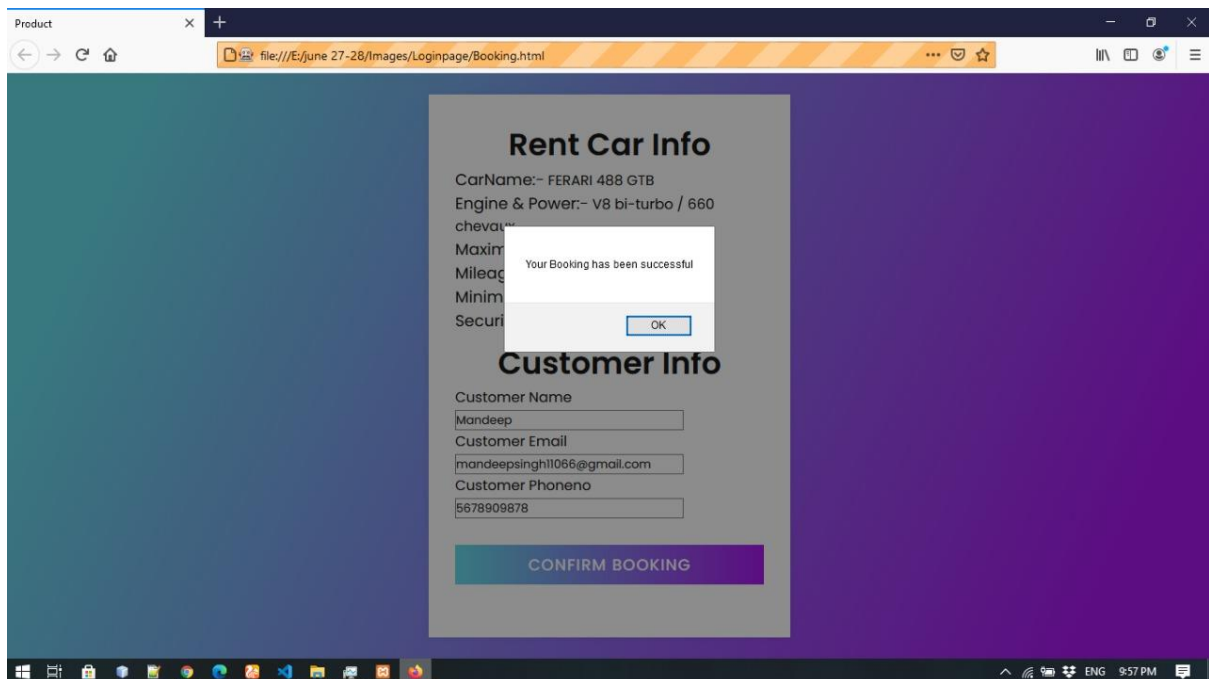 Product
file:///E:/june 27-28/Images/Loginpage/Booking.html
Rent Car Info
CarName:- FERARI 488 GTB
Engine & Power:- V8 bi-turbo / 660
Your Booking has been successful
OK
Customer Info
Customer Name
Mandeep
Customer Email
mandeepsingh11066@gmail.com
Customer Phoneno
5678909878
CONFIRM BOOKING
ENG
9:57 PM